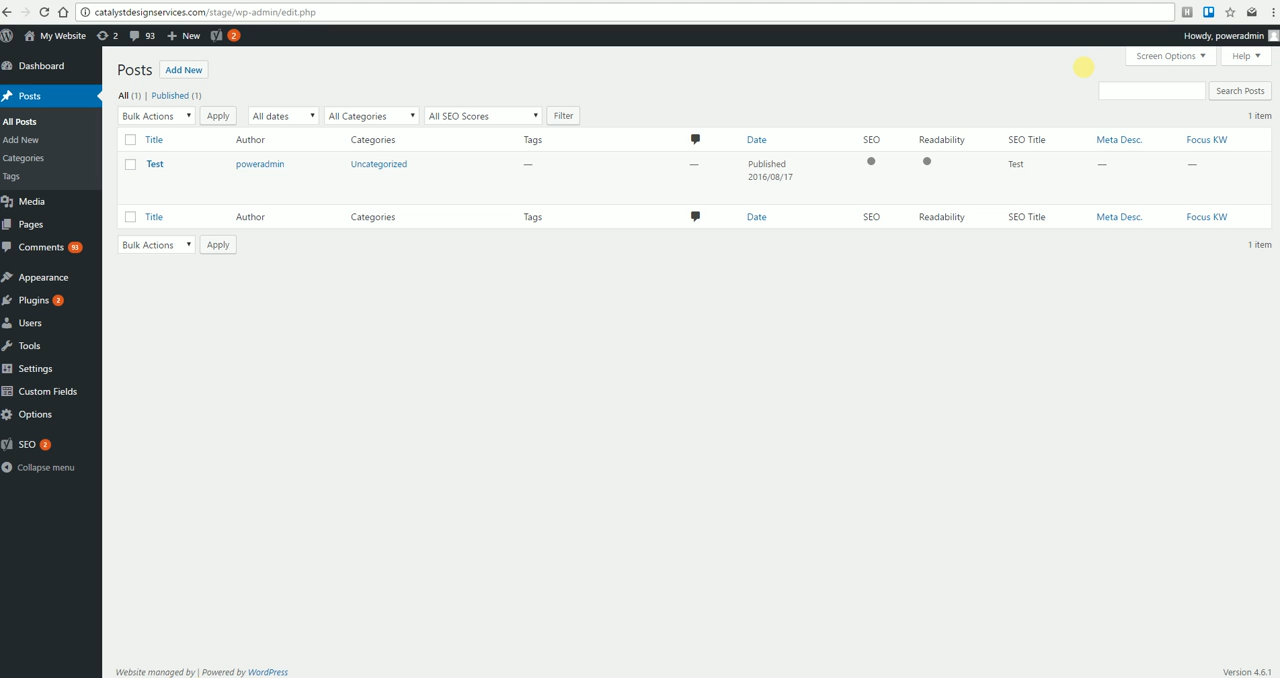 catalystdesignservices.com/stage/wp-admin/edit.php
My Website 2 93 New 2 Howdy, poweradmin
Dashboard
Posts
All Posts
Add New
Categories
Tags
Media
Pages
Comments 93
Appearance
Plugins 2
Users
Tools
Settings
Custom Fields
Options
SEO 2
Collapse menu
Screen Options Help
Posts Add New
All (1) | Published (1)
Search Posts
Bulk Actions Apply All dates All Categories All SEO Scores Filter 1 item
Title Author Categories Tags Date SEO Readability SEO Title Meta Desc. Focus KW
Test poweradmin Uncategorized — — Published Test — —
2016/08/17
Title Author Categories Tags Date SEO Readability SEO Title Meta Desc. Focus KW
Bulk Actions Apply 1 item
Website managed by | Powered by WordPress Version 4.6.1